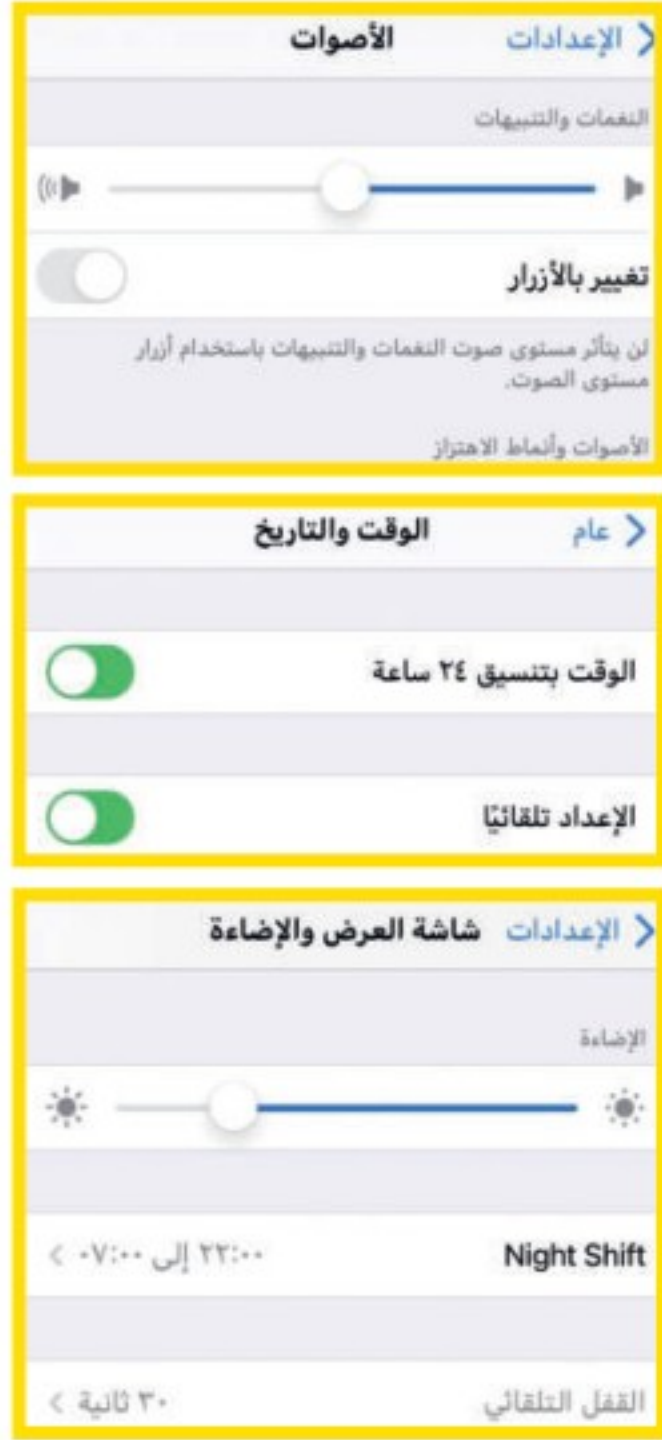 الإعدادات الأصوات
النغمات والتنبيهات
تغيير بالأزرار
لن يتأثر مستوى صوت النغمات والتنبيهات باستخدام أزرار
مستوى الصوت.
الأصوات وأنماط الاهتزاز
عام الوقت والتاريخ
الوقت بتنسيق ٢٤ ساعة
الإعداد تلقائيًا
الإعدادات شاشة العرض والإضاءة
الإضاءة
Night Shift ٢٢:٠٠ إلى ٠٧:٠٠
القفل التلقائي ٣٠ ثانية